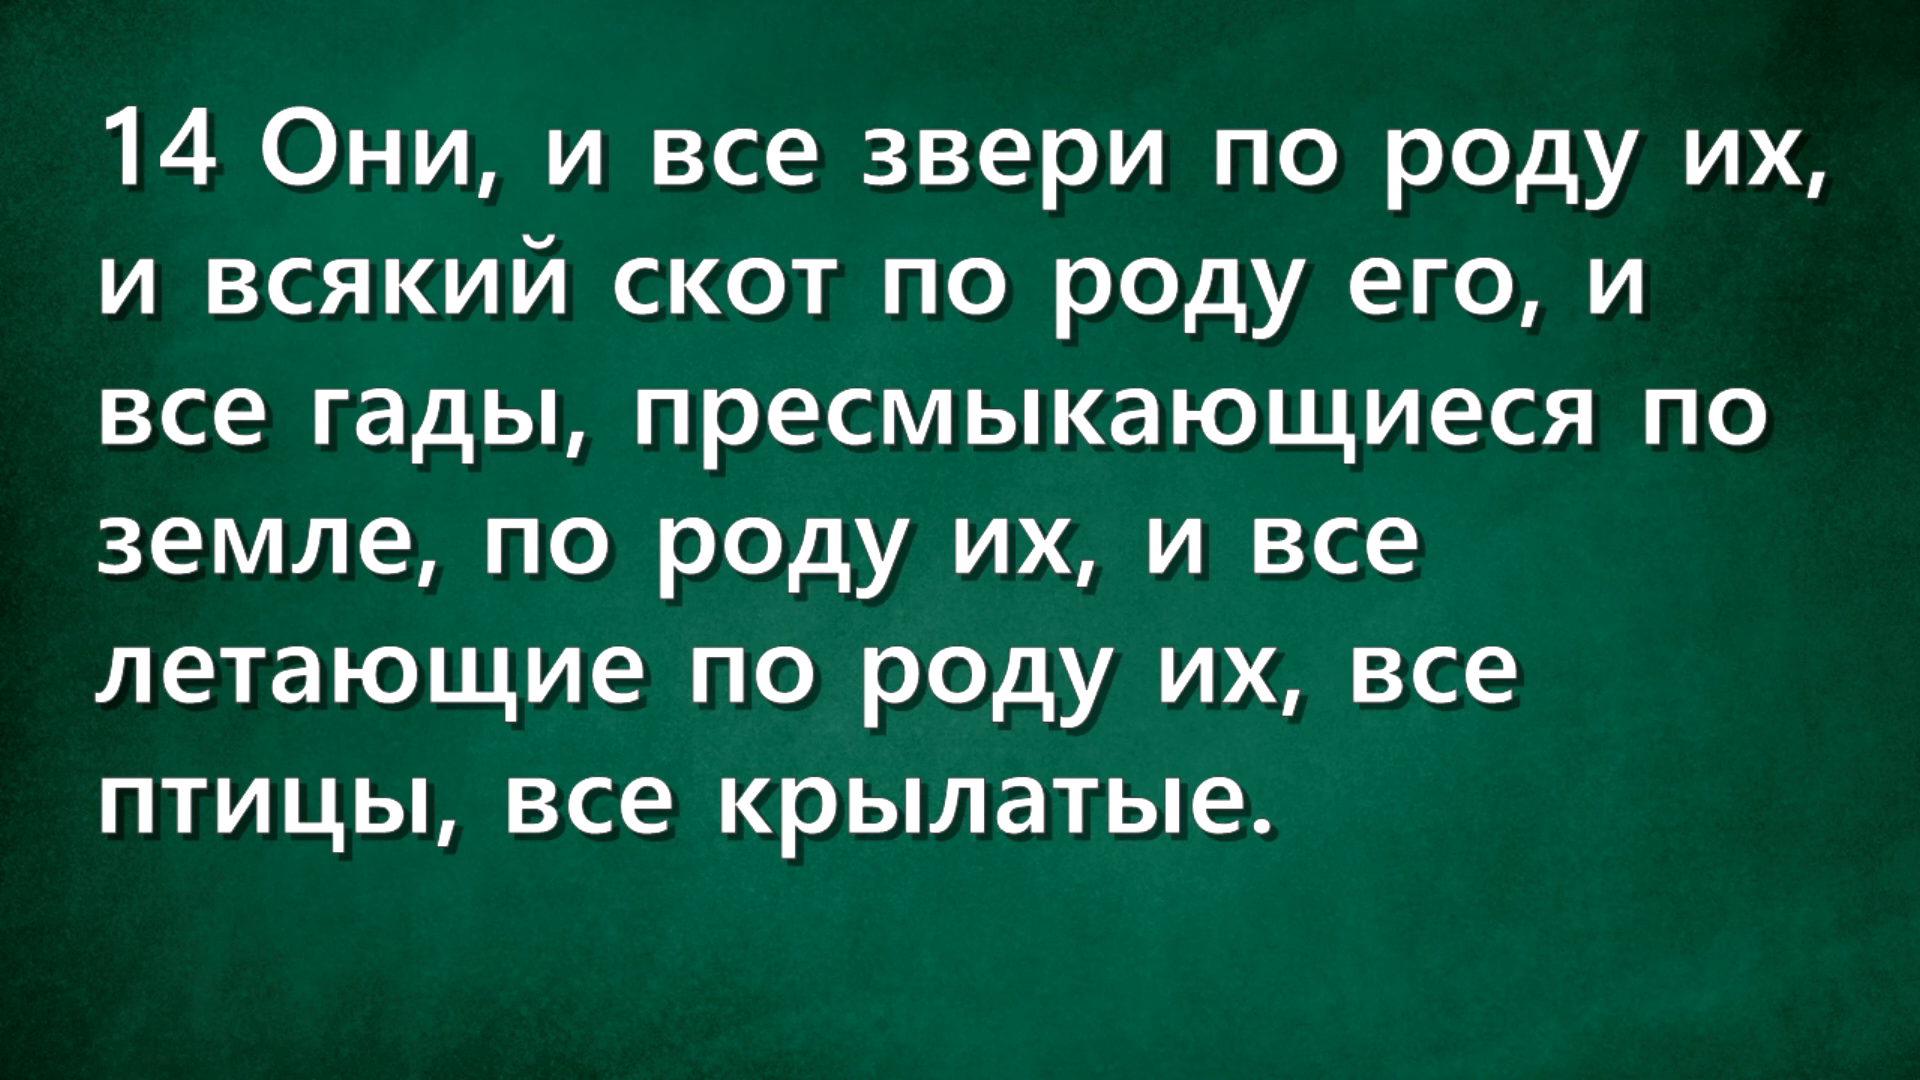 14 Они, и все звери по роду их,
и всякий скот по роду его, и
все гады, пресмыкающиеся по
земле, по роду их, и все
летающие по роду их, все
птицы, все крылатые.